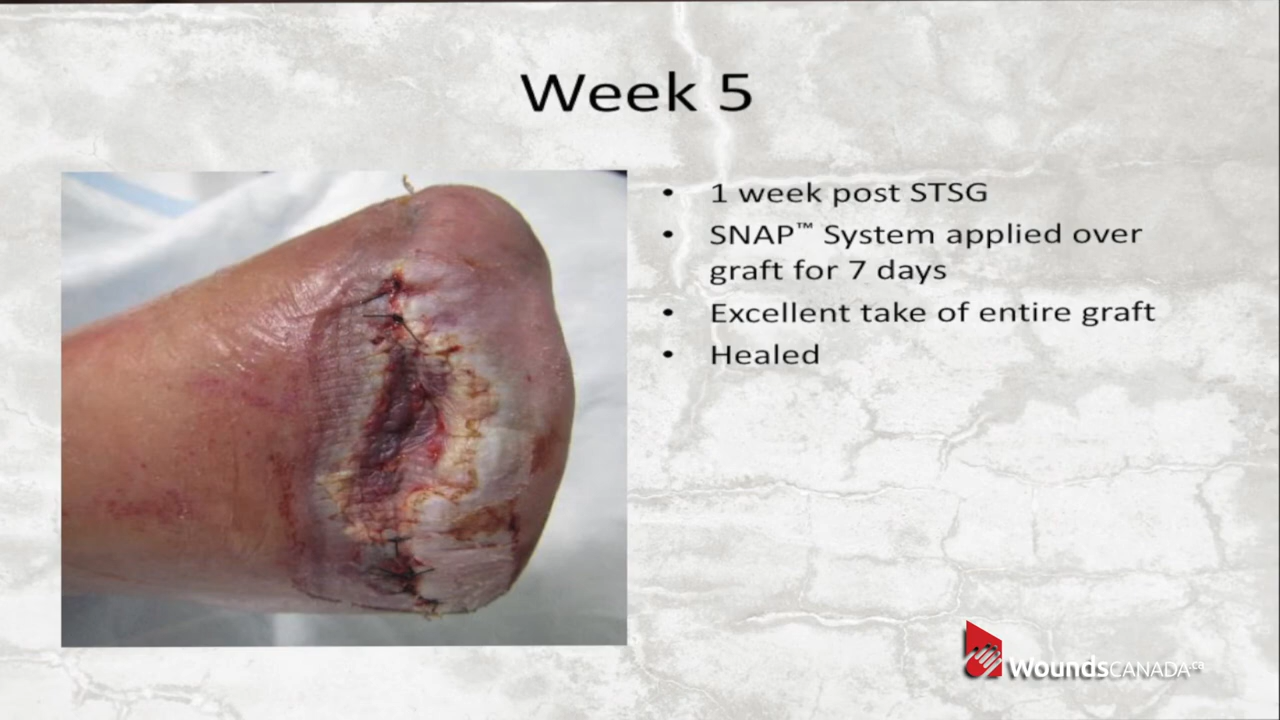 Week 5
• 1 week post STSG
• SNAP™ System applied over
graft for 7 days
• Excellent take of entire graft
• Healed
WoundsCANADA.ca